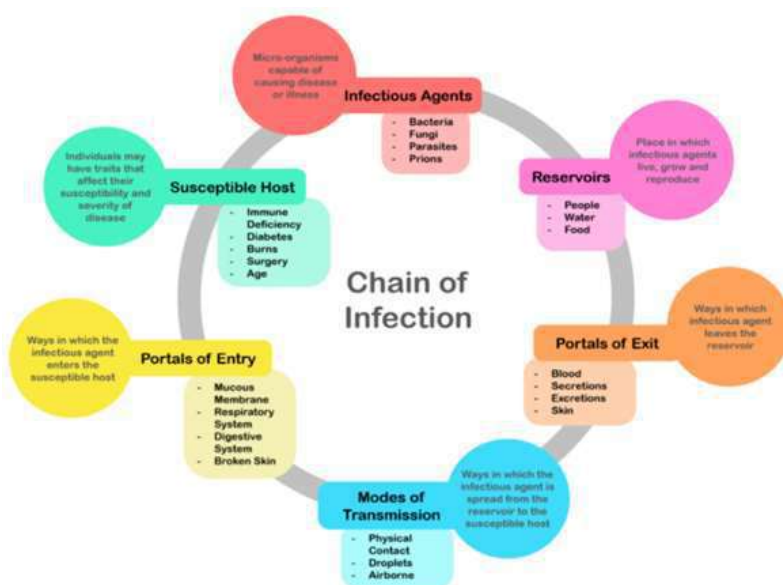 Chain of
Infection
Micro-organisms
capable of
causing disease
or illness
Infectious Agents
- Bacteria
- Fungi
- Parasites
- Prions
Place in which
infectious agents
live, grow and
reproduce
Reservoirs
- People
- Water
- Food
Ways in which
infectious agent
leaves the
reservoir
Portals of Exit
- Blood
- Secretions
- Excretions
- Skin
Ways in which the
infectious agent is
spread from the
reservoir to the
susceptible host
Modes of
Transmission
- Physical
Contact
- Droplets
- Airborne
Ways in which the
infectious agent
enters the
susceptible host
Portals of Entry
- Mucous
Membrane
- Respiratory
System
- Digestive
System
- Broken Skin
Individuals may
have traits that
affect their
susceptibility and
severity of
disease
Susceptible Host
- Immune
Deficiency
- Diabetes
- Burns
- Surgery
- Age